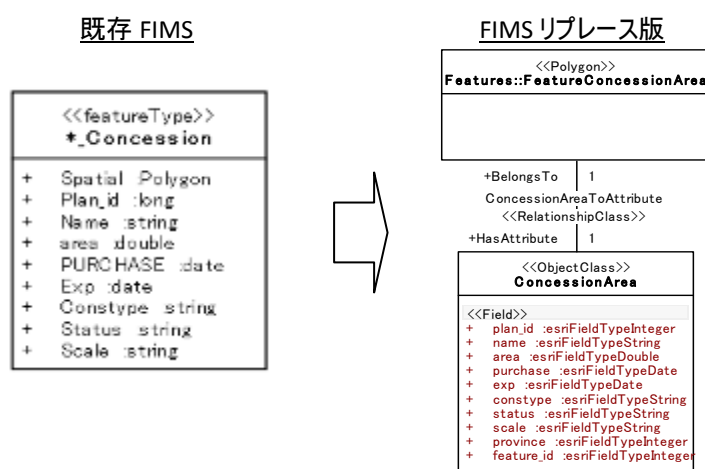 既存 FIMS
FIMS リプレース版
<<featureType>>
*_Concession
+ Spatial :Polygon
+ Plan_id :long
+ Name :string
+ area :double
+ PURCHASE :date
+ Exp :date
+ Constype :string
+ Status :string
+ Scale :string
<<Polygon>>
Features::FeatureConcessionArea
+BelongsTo 1
ConcessionAreaToAttribute
<<RelationshipClass>>
+HasAttribute 1
<<ObjectClass>>
ConcessionArea
<<Field>>
+ plan_id :esriFieldTypeInteger
+ name :esriFieldTypeString
+ area :esriFieldTypeDouble
+ purchase :esriFieldTypeDate
+ exp :esriFieldTypeDate
+ constype :esriFieldTypeString
+ status :esriFieldTypeString
+ scale :esriFieldTypeString
+ province :esriFieldTypeInteger
+ feature_id :esriFieldTypeInteger